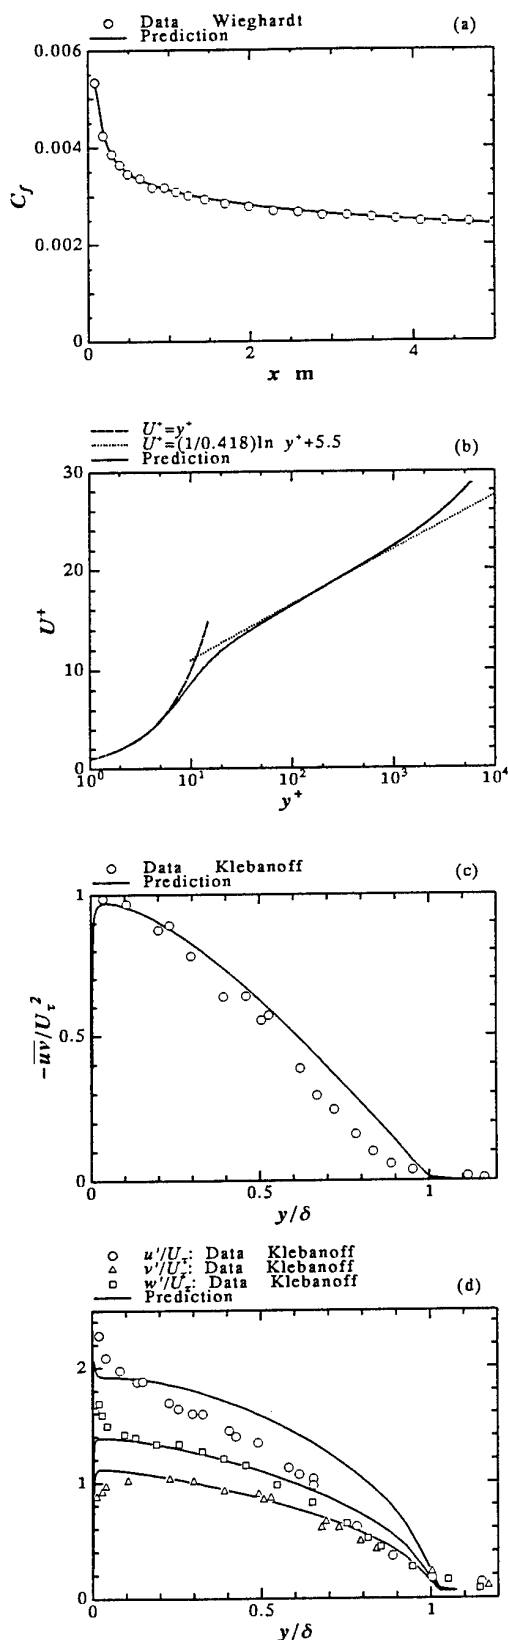 Data Wieghardt (a)
Prediction
0.006
0.004
C_f
0.002
0
0 2 4
x m
U⁺=y⁺
U⁺=(1/0.418)ln y⁺+5.5 (b)
Prediction
30
20
U⁺
10
0
10⁰ 10¹ 10² 10³ 10⁴
y⁺
Data Klebanoff (c)
Prediction
1
-uv/U_τ²
0.5
0
0 0.5 1
y/δ
u'/U_τ: Data Klebanoff (d)
v'/U_τ: Data Klebanoff
w'/U_τ: Data Klebanoff
Prediction
2
1
0
0 0.5 1
y/δ